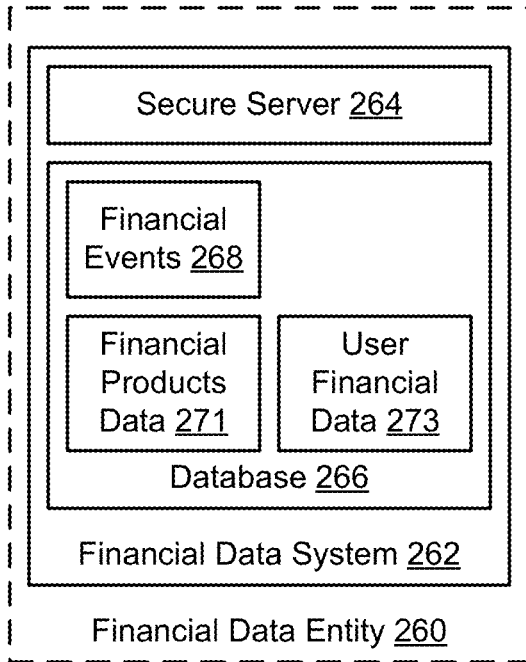 Secure Server 264
Financial
Events 268
Financial
Products
Data 271
User
Financial
Data 273
Database 266
Financial Data System 262
Financial Data Entity 260